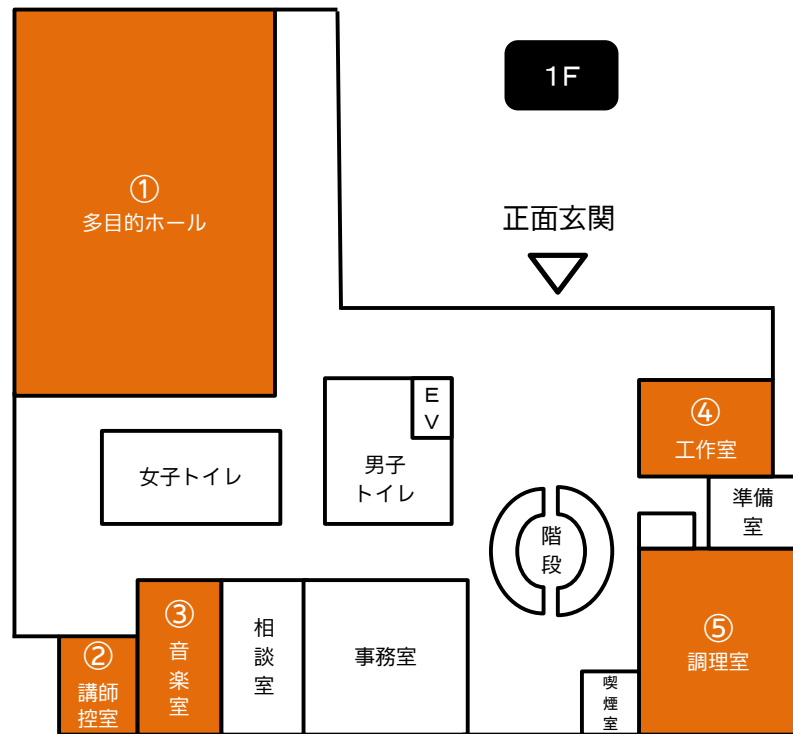 1F
正面玄関
①
多目的ホール
EV
④
工作室
女子トイレ
男子
トイレ
準備
室
階段
②
講師
控室
③
音楽室
相談室
事務室
喫煙室
⑤
調理室